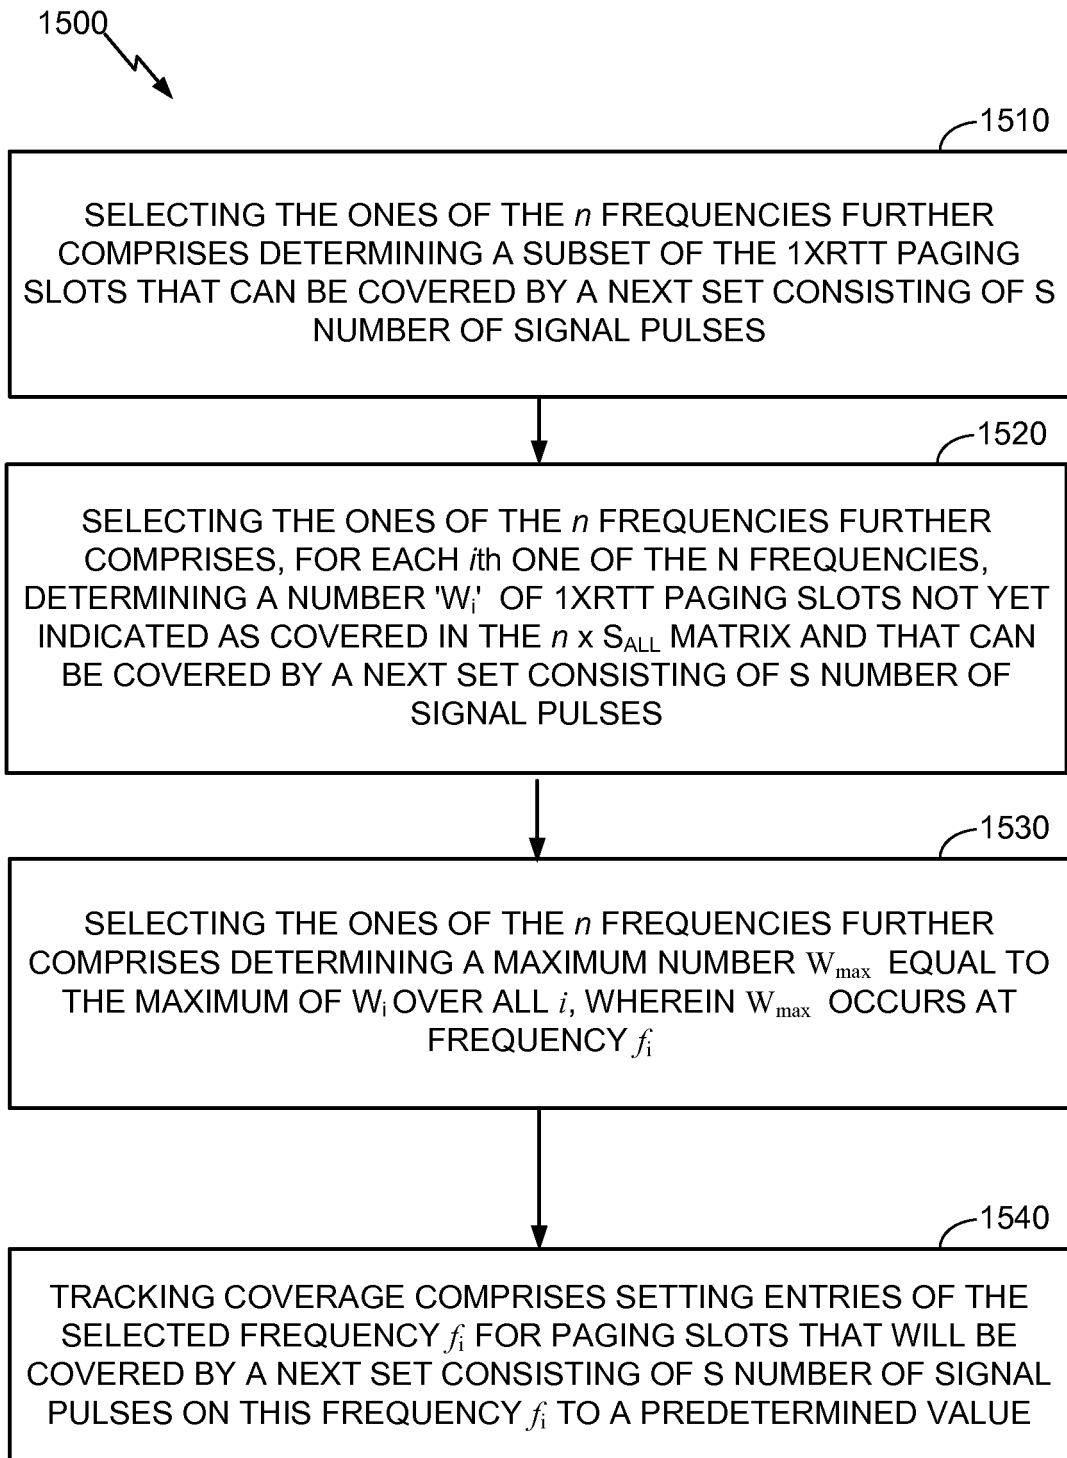 1500
1510
SELECTING THE ONES OF THE n FREQUENCIES FURTHER
COMPRISES DETERMINING A SUBSET OF THE 1XRTT PAGING
SLOTS THAT CAN BE COVERED BY A NEXT SET CONSISTING OF S
NUMBER OF SIGNAL PULSES
1520
SELECTING THE ONES OF THE n FREQUENCIES FURTHER
COMPRISES, FOR EACH ith ONE OF THE N FREQUENCIES,
DETERMINING A NUMBER 'Wi' OF 1XRTT PAGING SLOTS NOT YET
INDICATED AS COVERED IN THE n x SALL MATRIX AND THAT CAN
BE COVERED BY A NEXT SET CONSISTING OF S NUMBER OF
SIGNAL PULSES
1530
SELECTING THE ONES OF THE n FREQUENCIES FURTHER
COMPRISES DETERMINING A MAXIMUM NUMBER Wmax EQUAL TO
THE MAXIMUM OF Wi OVER ALL i, WHEREIN Wmax OCCURS AT
FREQUENCY fi
1540
TRACKING COVERAGE COMPRISES SETTING ENTRIES OF THE
SELECTED FREQUENCY fi FOR PAGING SLOTS THAT WILL BE
COVERED BY A NEXT SET CONSISTING OF S NUMBER OF SIGNAL
PULSES ON THIS FREQUENCY fi TO A PREDETERMINED VALUE